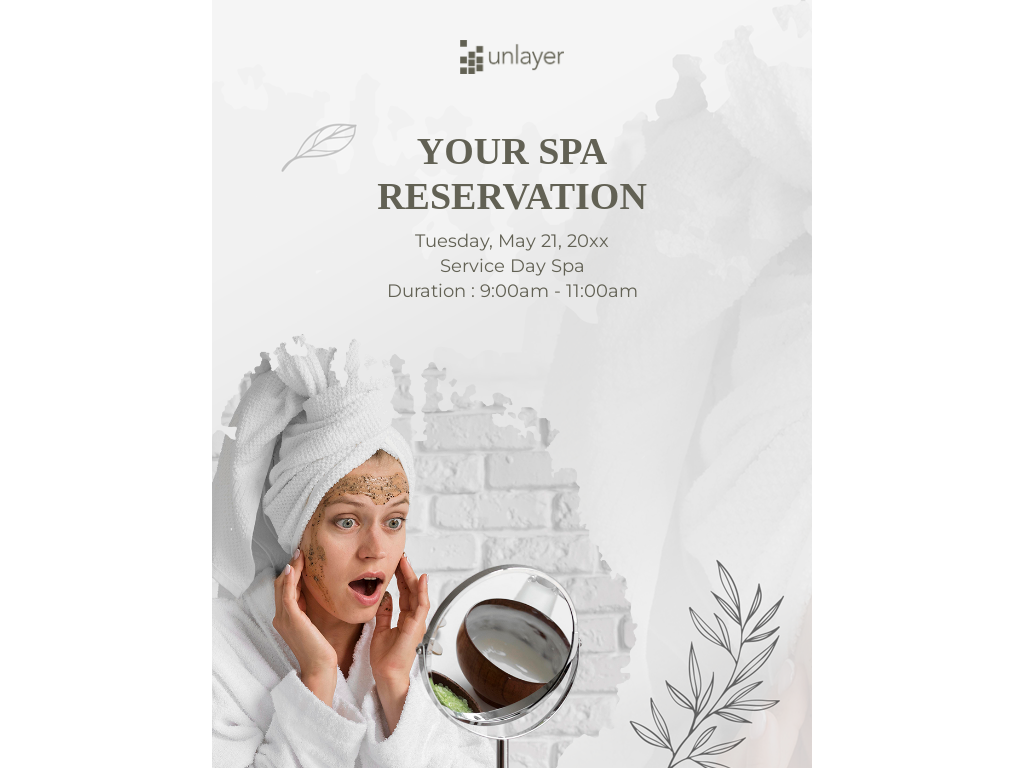 unlayer
YOUR SPA
RESERVATION
Tuesday, May 21, 20xx
Service Day Spa
Duration : 9:00am - 11:00am